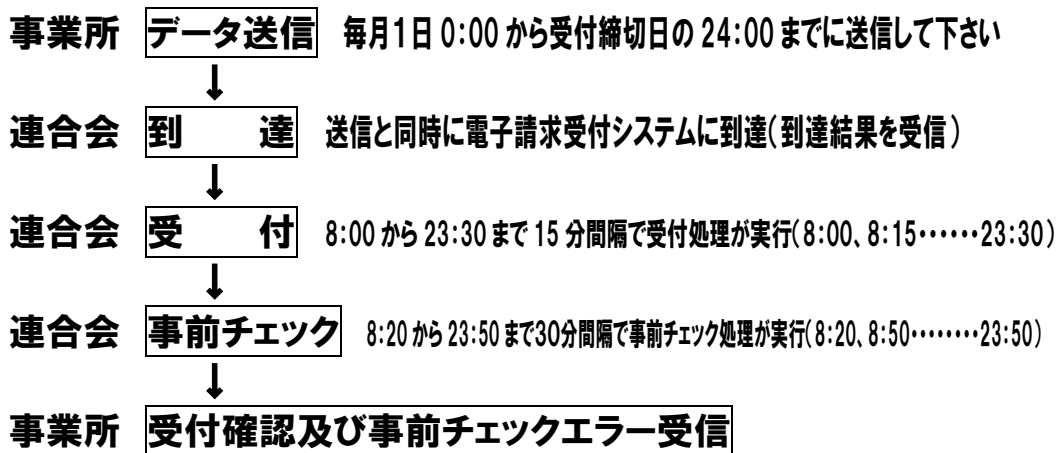 事業所 データ送信 毎月1日 0:00 から受付締切日の 24:00 までに送信して下さい
↓
連合会 到 達 送信と同時に電子請求受付システムに到達(到達結果を受信)
↓
連合会 受 付 8:00 から 23:30 まで 15 分間隔で受付処理が実行(8:00、8:15・・・・・・23:30)
↓
連合会 事前チェック 8:20 から 23:50 まで30分間隔で事前チェック処理が実行(8:20、8:50・・・・・・・・23:50)
↓
事業所 受付確認及び事前チェックエラー受信